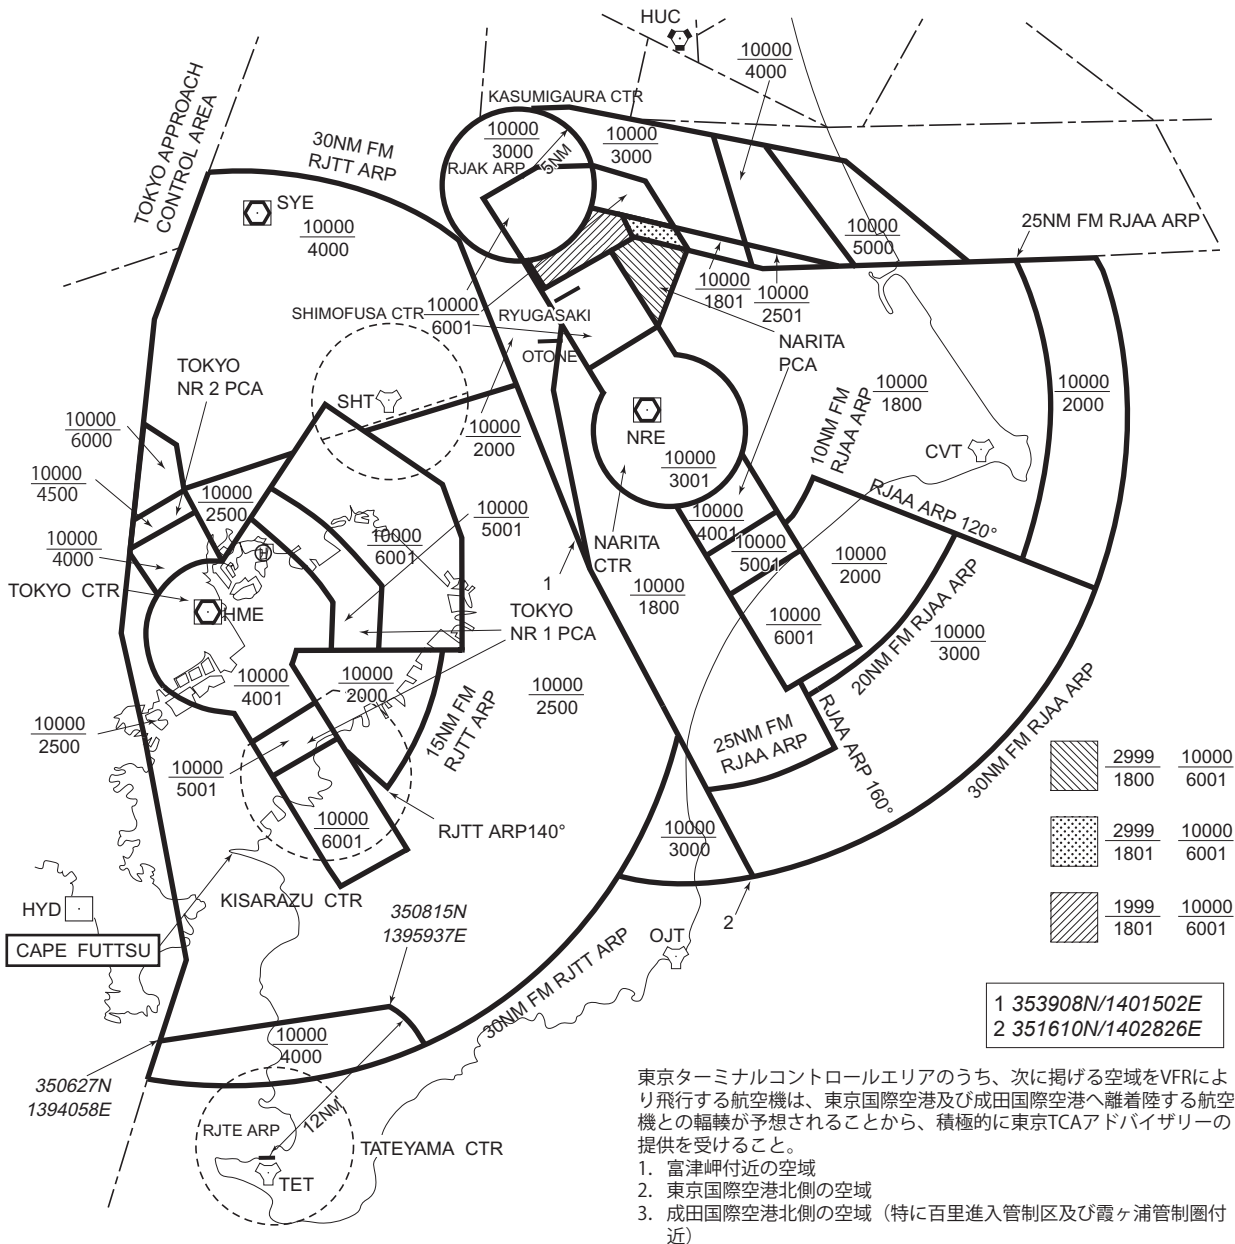 HUC
10000
4000
KASUMIGAURA CTR
TOKYO APPROACH
CONTROL AREA
30NM FM
RJTT ARP
10000
3000
5NM
RJAK ARP
10000
3000
SYE
10000
4000
10000
5000
25NM FM RJAA ARP
10000
1801
10000
2501
SHIMOFUSA CTR
10000
6001
RYUGASAKI
OTONE
NARITA
PCA
TOKYO
NR 2 PCA
SHT
10000
2000
NRE
10000
3001
10000
1800
10NM FM
RJAA ARP
CVT
10000
2000
10000
6000
10000
4500
10000
2500
10000
4000
10000
5001
10000
6001
H
RJAA ARP 120°
10000
4001
10000
5001
NARITA
CTR
10000
2000
1
10000
1800
TOKYO CTR
HME
TOKYO
NR 1 PCA
10000
6001
20NM FM RJAA ARP
10000
3000
10000
4001
10000
2000
10000
2500
15NM FM
RJTT ARP
10000
2500
10000
5001
25NM FM
RJAA ARP
RJAA ARP 160°
30NM FM RJAA ARP
2999
1800
10000
6001
10000
6001
RJTT ARP140°
10000
3000
2999
1801
10000
6001
KISARAZU CTR
HYD
CAPE FUTTSU
350815N
1395937E
OJT
2
1999
1801
10000
6001
30NM FM RJTT ARP
1 353908N/1401502E
2 351610N/1402826E
10000
4000
350627N
1394058E
12NM
RJTE ARP
TATEYAMA CTR
TET
東京ターミナルコントロールエリアのうち、次に掲げる空域をVFRによ
り飛行する航空機は、東京国際空港及び成田国際空港へ離着陸する航空
機との輻輳が予想されることから、積極的に東京TCAアドバイザリーの
提供を受けること。
1. 富津岬付近の空域
2. 東京国際空港北側の空域
3. 成田国際空港北側の空域（特に百里進入管制区及び霞ヶ浦管制圏付
近）